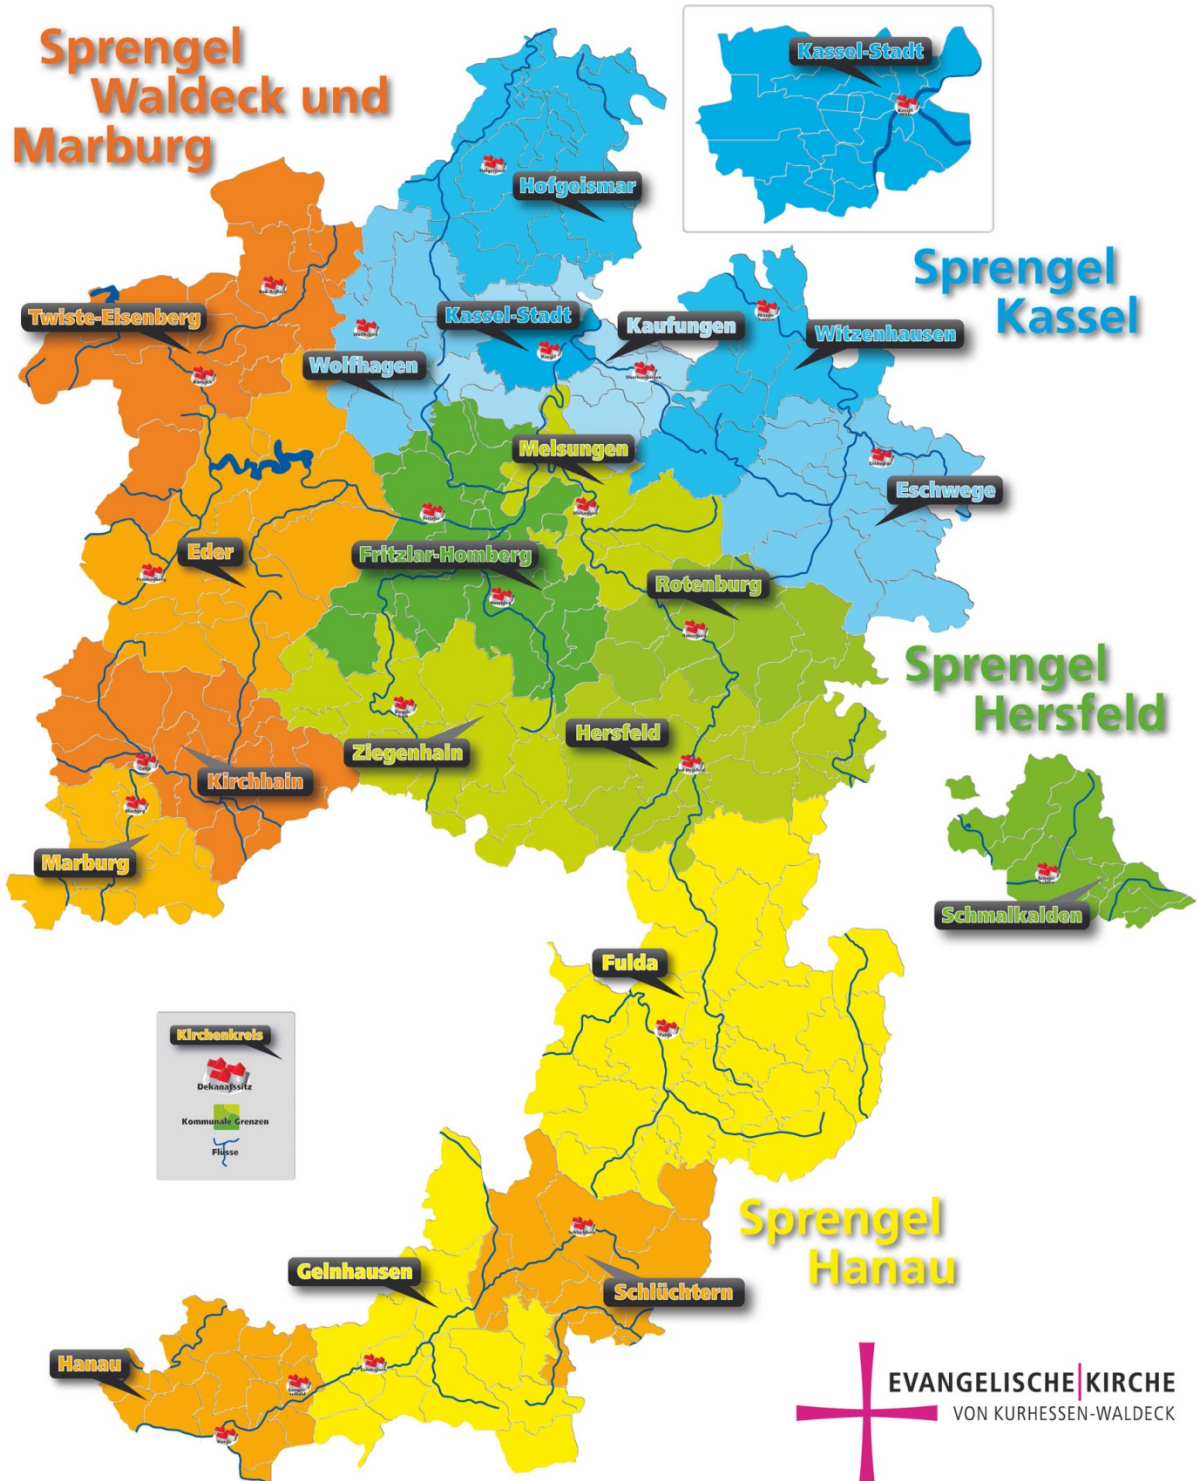 Sprengel
Waldeck und
Marburg
Kassel-Stadt
Hofgeismar
Sprengel
Kassel
Twiste-Eisenberg
Kassel-Stadt
Kaufungen
Witzenhausen
Wolfhagen
Melsungen
Eschwege
Eder
Fritzlar-Homberg
Rotenburg
Sprengel
Hersfeld
Ziegenhain
Hersfeld
Kirchhain
Marburg
Schmalkalden
Fulda
Kirchenkreis
Dekanatssitz
Kommunale Grenzen
Flüsse
Sprengel
Hanau
Gelnhausen
Schlüchtern
Hanau
EVANGELISCHE|KIRCHE
VON KURHESSEN-WALDECK